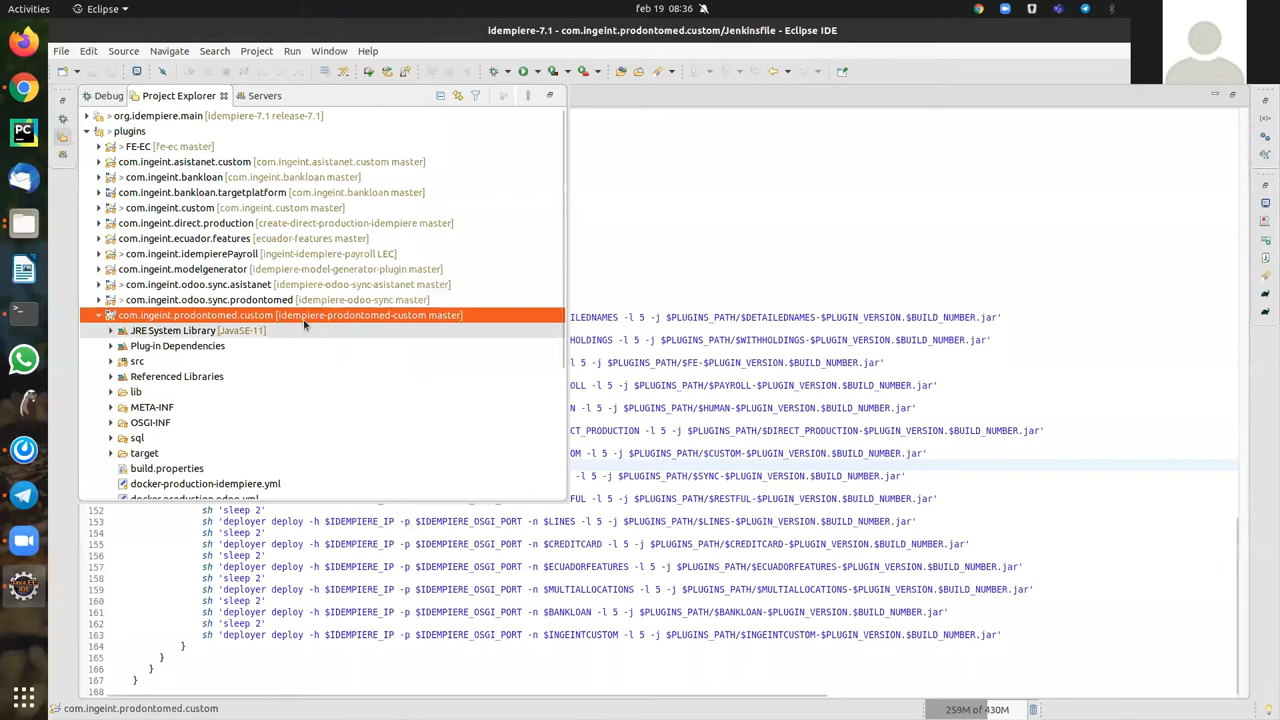 Activities
Eclipse
feb 19 08:36
idempiere-7.1 - com.ingeint.prodontomed.custom/Jenkinsfile - Eclipse IDE
File Edit Source Navigate Search Project Run Window Help
Debug Project Explorer Servers
> org.idempiere.main [idempiere-7.1 release-7.1]
> plugins
> FE-EC [fe-ec master]
com.ingeint.asistanet.custom [com.ingeint.asistanet.custom master]
> com.ingeint.bankloan [com.ingeint.bankloan master]
com.ingeint.bankloan.targetplatform [com.ingeint.bankloan master]
> com.ingeint.custom [com.ingeint.custom master]
com.ingeint.direct.production [create-direct-production-idempiere master]
com.ingeint.ecuador.features [ecuador-features master]
> com.ingeint.idempierePayroll [ingeint-idempiere-payroll LEC]
com.ingeint.modelgenerator [idempiere-model-generator-plugin master]
> com.ingeint.odoo.sync.asistanet [idempiere-odoo-sync-asistanet master]
> com.ingeint.odoo.sync.prodontomed [idempiere-odoo-sync master]
com.ingeint.prodontomed.custom [idempiere-prodontomed-custom master]
JRE System Library [JavaSE-11]
Plug-in Dependencies
src
Referenced Libraries
lib
META-INF
OSGI-INF
sql
target
build.properties
docker-production-idempiere.yml
docker-production-odoo.yml
ILEDNAMES -l 5 -j $PLUGINS_PATH/$DETAILEDNAMES-$PLUGIN_VERSION.$BUILD_NUMBER.jar'
HOLDINGS -l 5 -j $PLUGINS_PATH/$WITHHOLDINGS-$PLUGIN_VERSION.$BUILD_NUMBER.jar'
-l 5 -j $PLUGINS_PATH/$FE-$PLUGIN_VERSION.$BUILD_NUMBER.jar'
OLL -l 5 -j $PLUGINS_PATH/$PAYROLL-$PLUGIN_VERSION.$BUILD_NUMBER.jar'
N -l 5 -j $PLUGINS_PATH/$HUMAN-$PLUGIN_VERSION.$BUILD_NUMBER.jar'
CT_PRODUCTION -l 5 -j $PLUGINS_PATH/$DIRECT_PRODUCTION-$PLUGIN_VERSION.$BUILD_NUMBER.jar'
OM -l 5 -j $PLUGINS_PATH/$CUSTOM-$PLUGIN_VERSION.$BUILD_NUMBER.jar'
-l 5 -j $PLUGINS_PATH/$SYNC-$PLUGIN_VERSION.$BUILD_NUMBER.jar'
FUL -l 5 -j $PLUGINS_PATH/$RESTFUL-$PLUGIN_VERSION.$BUILD_NUMBER.jar'
152 sh 'sleep 2'
153 sh 'deployer deploy -h $IDEMPIERE_IP -p $IDEMPIERE_OSGI_PORT -n $LINES -l 5 -j $PLUGINS_PATH/$LINES-$PLUGIN_VERSION.$BUILD_NUMBER.jar'
154 sh 'sleep 2'
155 sh 'deployer deploy -h $IDEMPIERE_IP -p $IDEMPIERE_OSGI_PORT -n $CREDITCARD -l 5 -j $PLUGINS_PATH/$CREDITCARD-$PLUGIN_VERSION.$BUILD_NUMBER.jar'
156 sh 'sleep 2'
157 sh 'deployer deploy -h $IDEMPIERE_IP -p $IDEMPIERE_OSGI_PORT -n $ECUADORFEATURES -l 5 -j $PLUGINS_PATH/$ECUADORFEATURES-$PLUGIN_VERSION.$BUILD_NUMBER.jar'
158 sh 'sleep 2'
159 sh 'deployer deploy -h $IDEMPIERE_IP -p $IDEMPIERE_OSGI_PORT -n $MULTIALLOCATIONS -l 5 -j $PLUGINS_PATH/$MULTIALLOCATIONS-$PLUGIN_VERSION.$BUILD_NUMBER.jar'
160 sh 'sleep 2'
161 sh 'deployer deploy -h $IDEMPIERE_IP -p $IDEMPIERE_OSGI_PORT -n $BANKLOAN -l 5 -j $PLUGINS_PATH/$BANKLOAN-$PLUGIN_VERSION.$BUILD_NUMBER.jar'
162 sh 'sleep 2'
163 sh 'deployer deploy -h $IDEMPIERE_IP -p $IDEMPIERE_OSGI_PORT -n $INGEINTCUSTOM -l 5 -j $PLUGINS_PATH/$INGEINTCUSTOM-$PLUGIN_VERSION.$BUILD_NUMBER.jar'
164 }
165 }
166 }
167 }
168
com.ingeint.prodontomed.custom
259M of 430M